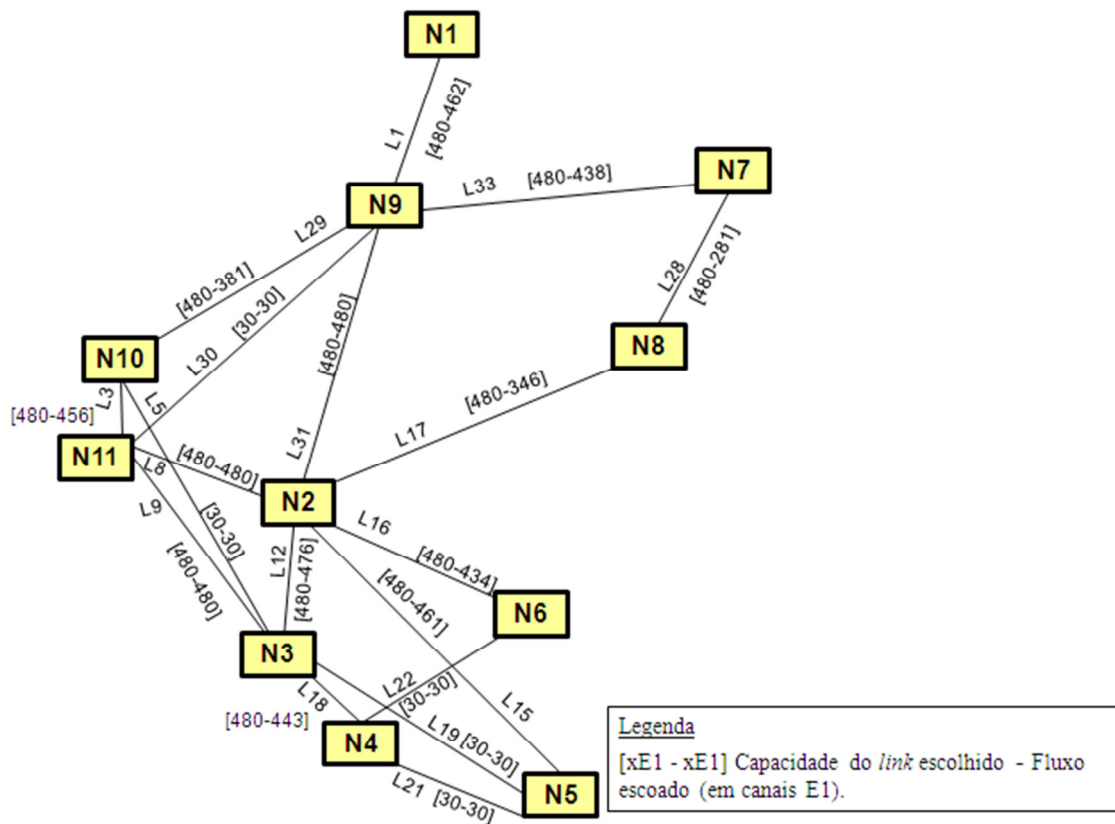 N1
L1
[480-462]
N7
N9
L33
[480-438]
L29
[480-381]
[30-30]
L28
[480-281]
L30
[480-480]
N10
N8
L3
L5
[480-346]
[480-456]
N11
L31
L17
L8
[480-480]
L9
N2
L16
[30-30]
[480-480]
L12
[480-476]
[480-434]
[480-461]
N6
N3
L22
[30-30]
L18
[480-443]
L15
N4
L19 [30-30]
L21 [30-30]
N5
Legenda
[xE1 - xE1] Capacidade do link escolhido - Fluxo
escoado (em canais E1).